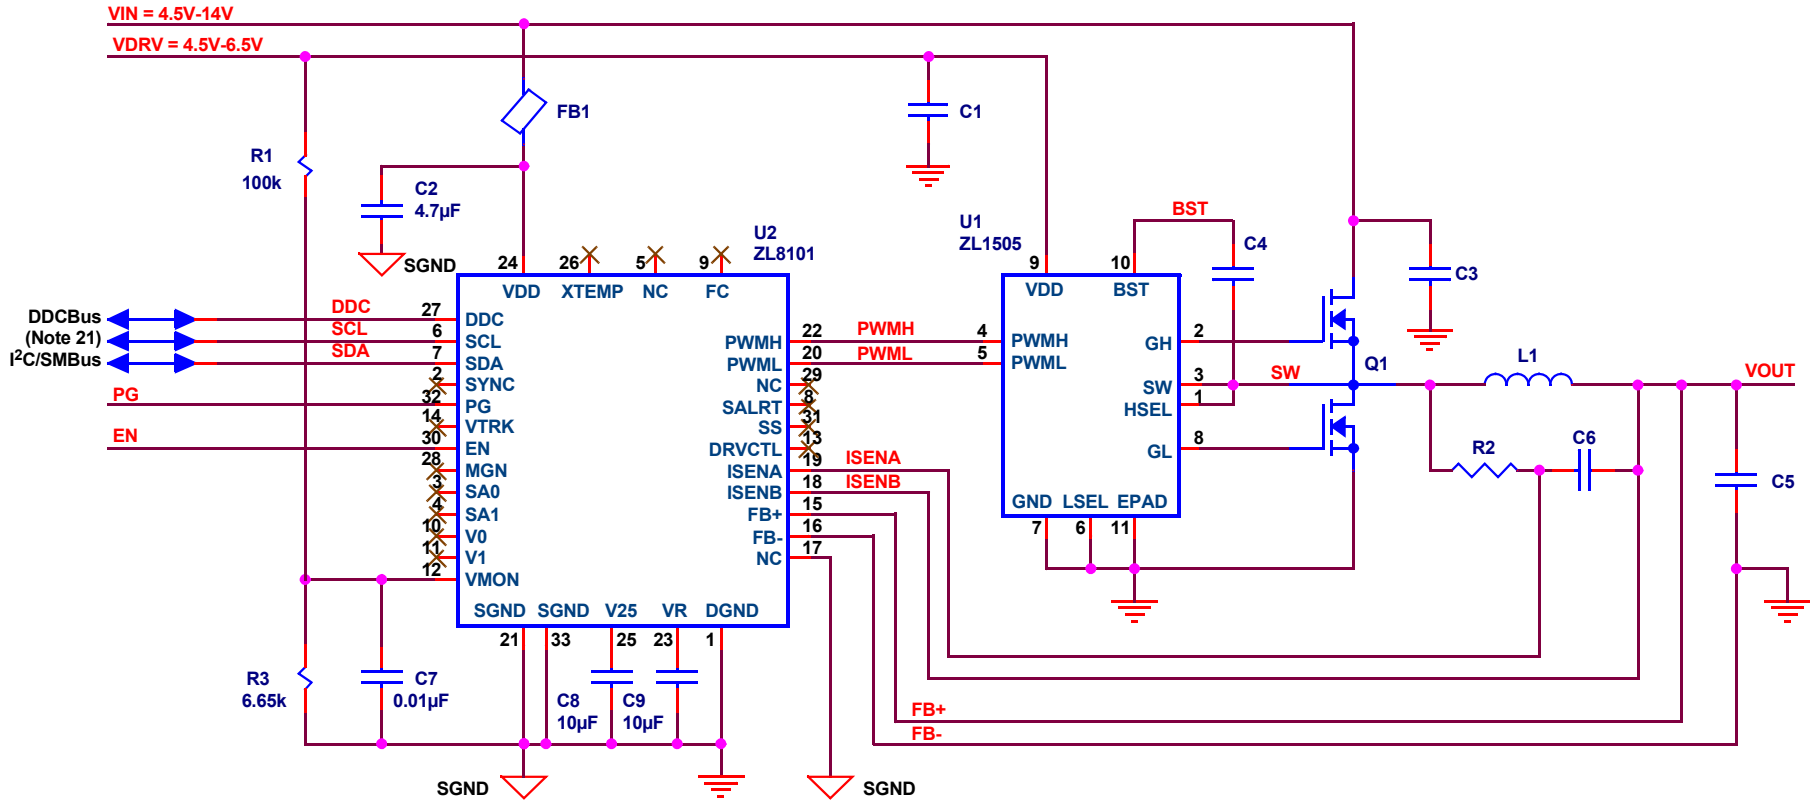 VIN = 4.5V-14V
VDRV = 4.5V-6.5V
FB1
C1
R1
100k
C2
4.7µF
SGND
U2
ZL8101
U1
ZL1505
BST
C4
C3
24
26
5
9
9
10
VDD
XTEMP
NC
FC
VDD
BST
DDCBus
(Note 21)
I²C/SMBus
DDC
SCL
SDA
PG
EN
27
6
7
2
32
14
30
28
3
4
10
11
12
DDC
SCL
SDA
SYNC
PG
VTRK
EN
MGN
SA0
SA1
V0
V1
VMON
PWMH
PWML
NC
SALRT
SS
DRVCTL
ISENA
ISENB
FB+
FB-
NC
22
20
29
8
31
13
19
18
15
16
17
PWMH
PWML
ISENA
ISENB
4
5
PWMH
PWML
GH
SW
HSEL
GL
2
3
1
8
SW
Q1
L1
VOUT
R2
C6
C5
GND
LSEL
EPAD
7
6
11
SGND
SGND
V25
VR
DGND
21
33
25
23
1
R3
6.65k
C7
0.01µF
C8
10µF
C9
10µF
FB+
FB-
SGND
SGND